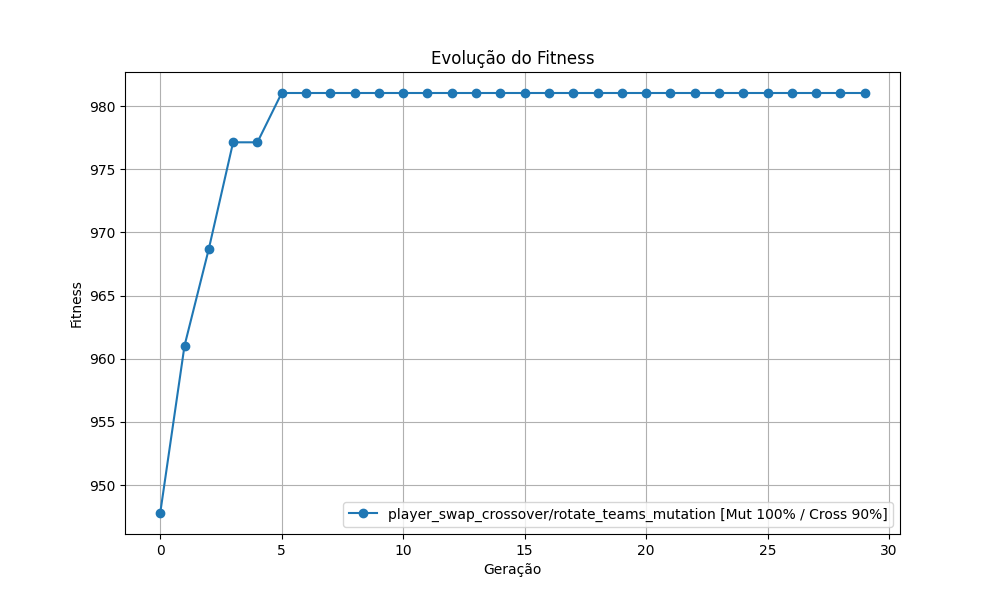 Evolução do Fitness
Fitness
980
975
970
965
960
955
950
player_swap_crossover/rotate_teams_mutation [Mut 100% / Cross 90%]
0 5 10 15 20 25 30
Geração